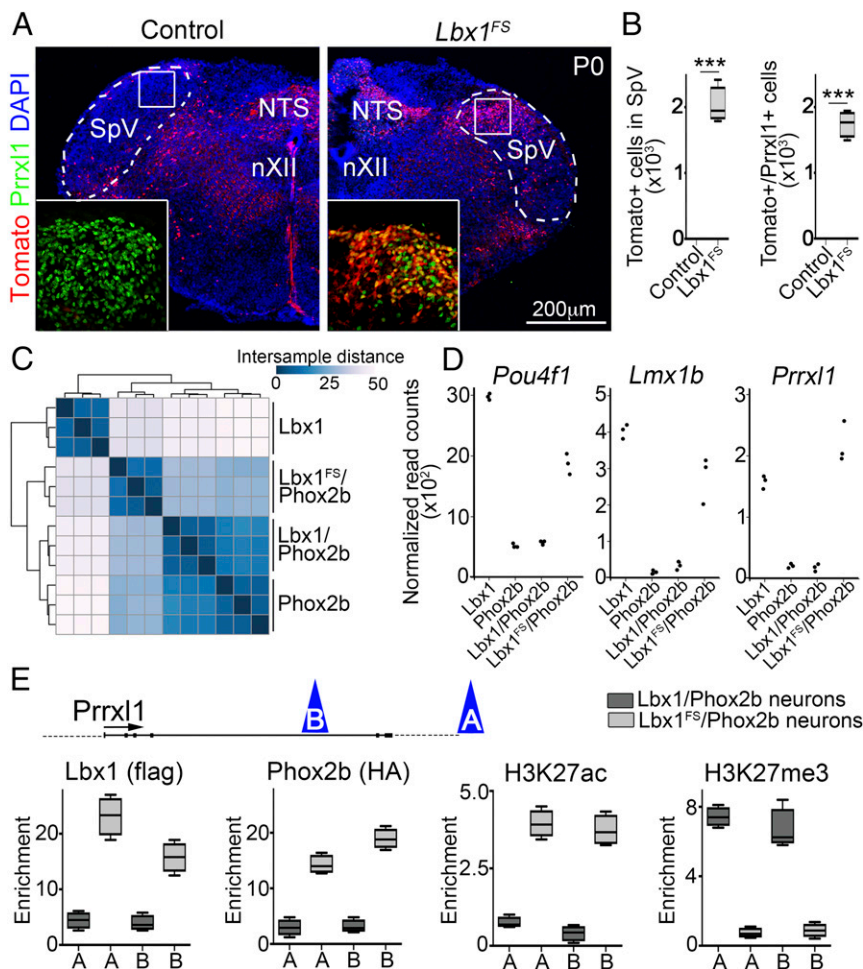 A
Control
Lbx1FS
Tomato Prrxl1 DAPI
P0
SpV
NTS
nXII
NTS
nXII
SpV
200μm
B
Tomato+ cells in SpV
(x10³)
2
1
0
***
Control
Lbx1FS
Tomato+/Prrxl1+ cells
(x10³)
2
1
0
***
Control
Lbx1FS
C
Intersample distance
0 25 50
Lbx1
Lbx1FS/
Phox2b
Lbx1/
Phox2b
Phox2b
D
Pou4f1
Lmx1b
Prrxl1
Normalized read counts
(x10²)
30
20
10
0
Lbx1
Phox2b
Lbx1/Phox2b
Lbx1FS/Phox2b
5
4
3
2
1
0
Lbx1
Phox2b
Lbx1/Phox2b
Lbx1FS/Phox2b
3
2
1
0
Lbx1
Phox2b
Lbx1/Phox2b
Lbx1FS/Phox2b
E
Prrxl1
B
A
Lbx1/Phox2b neurons
Lbx1FS/Phox2b neurons
Lbx1 (flag)
Enrichment
20
10
0
A A B B
Phox2b (HA)
Enrichment
20
10
0
A A B B
H3K27ac
Enrichment
5.0
2.5
0
A A B B
H3K27me3
Enrichment
8
4
0
A A B B